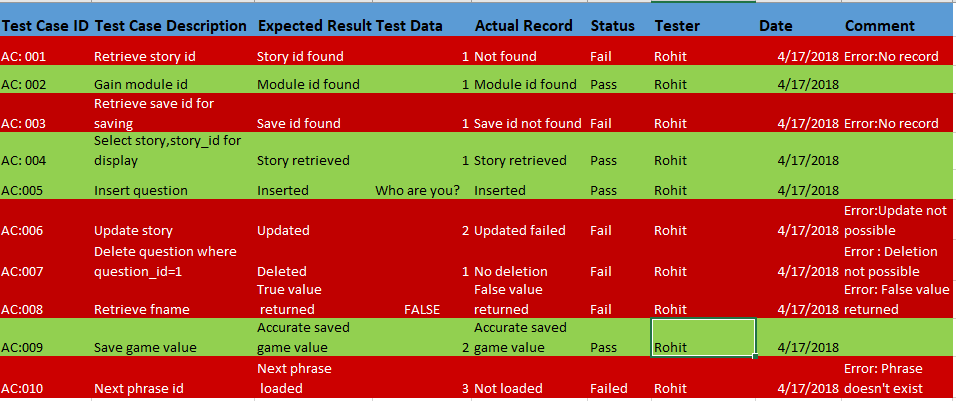 Test Case ID Test Case Description Expected Result Test Data Actual Record Status Tester Date Comment
AC: 001 Retrieve story id Story id found 1 Not found Fail Rohit 4/17/2018 Error:No record
AC: 002 Gain module id Module id found 1 Module id found Pass Rohit 4/17/2018
Retrieve save id for
AC: 003 saving Save id found 1 Save id not found Fail Rohit 4/17/2018 Error:No record
Select story,story_id for
AC: 004 display Story retrieved 1 Story retrieved Pass Rohit 4/17/2018
AC:005 Insert question Inserted Who are you? Inserted Pass Rohit 4/17/2018
Error:Update not
AC:006 Update story Updated 2 Updated failed Fail Rohit 4/17/2018 possible
Delete question where Error : Deletion
AC:007 question_id=1 Deleted 1 No deletion Fail Rohit 4/17/2018 not possible
True value False value Error: False value
AC:008 Retrieve fname returned FALSE returned Fail Rohit 4/17/2018 returned
Accurate saved Accurate saved
AC:009 Save game value game value 2 game value Pass Rohit 4/17/2018
Next phrase Error: Phrase
AC:010 Next phrase id loaded 3 Not loaded Failed Rohit 4/17/2018 doesn't exist